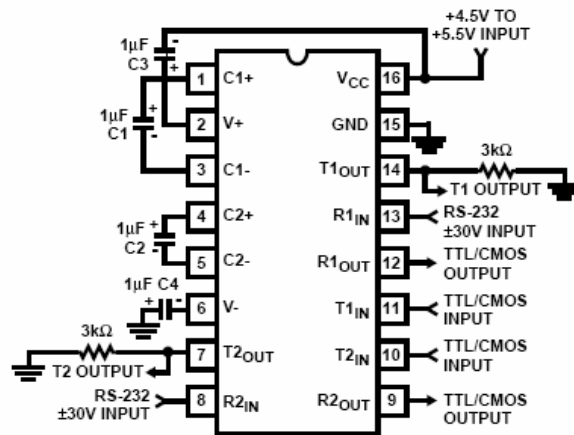 +4.5V TO
+5.5V INPUT
1µF
C3
-
+
1
C1+
VCC
16
+
1µF
C1
-
2
V+
GND
15
3kΩ
3
C1-
T1OUT
14
T1 OUTPUT
4
C2+
R1IN
13
RS-232
±30V INPUT
1µF
C2
+
-
5
C2-
R1OUT
12
TTL/CMOS
OUTPUT
1µF C4
+
-
6
V-
T1IN
11
TTL/CMOS
INPUT
3kΩ
7
T2OUT
T2IN
10
TTL/CMOS
INPUT
T2 OUTPUT
RS-232
±30V INPUT
8
R2IN
R2OUT
9
TTL/CMOS
OUTPUT